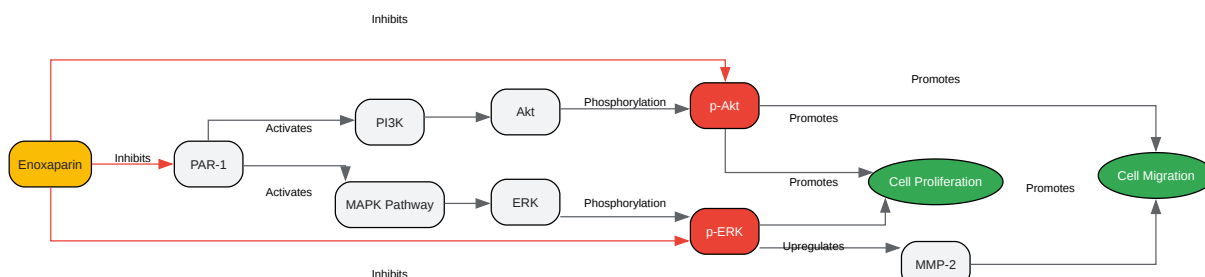 Inhibits
Promotes
p-Akt
Phosphorylation
Akt
PI3K
Promotes
Activates
Enoxaparin
Inhibits
PAR-1
Promotes
Cell Proliferation
Promotes
Cell Migration
Activates
MAPK Pathway
ERK
Phosphorylation
p-ERK
Upregulates
MMP-2
Inhibits